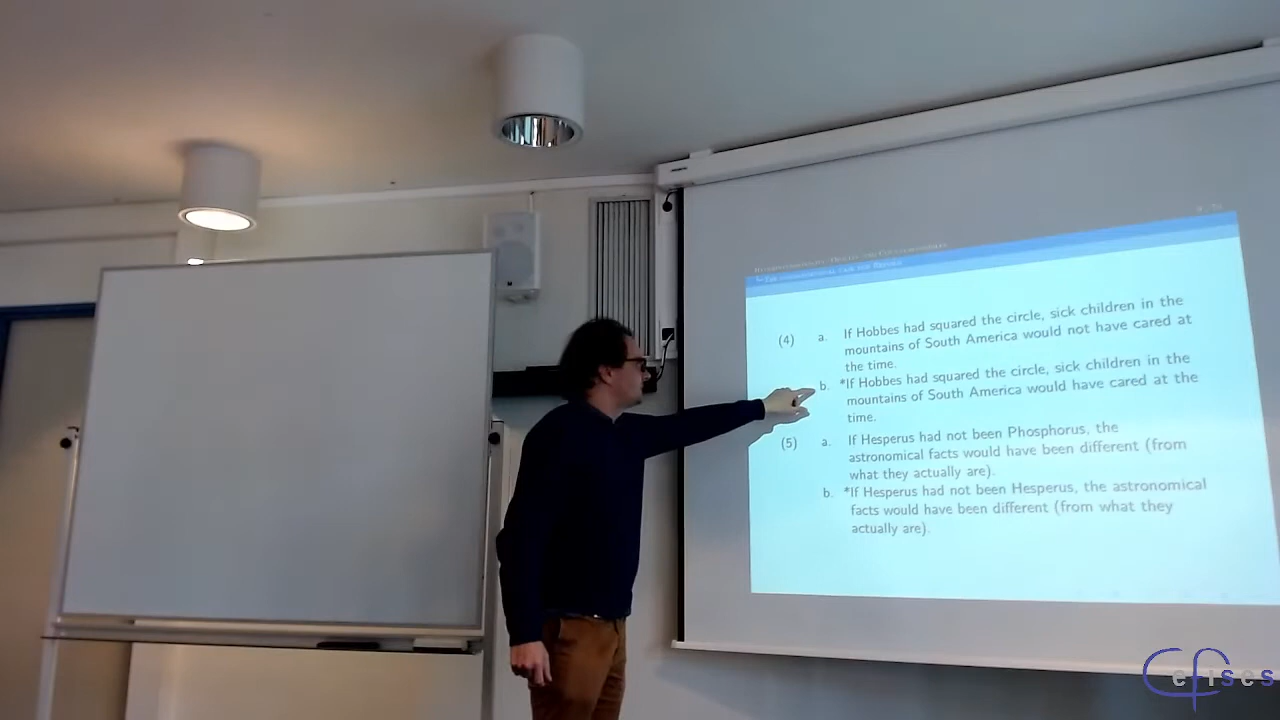 (4) a. If Hobbes had squared the circle, sick children in the
mountains of South America would not have cared at
the time.
b. *If Hobbes had squared the circle, sick children in the
mountains of South America would have cared at the
time.
(5) a. If Hesperus had not been Phosphorus, the
astronomical facts would have been different (from
what they actually are).
b. *If Hesperus had not been Hesperus, the astronomical
facts would have been different (from what they
actually are).
Cefises